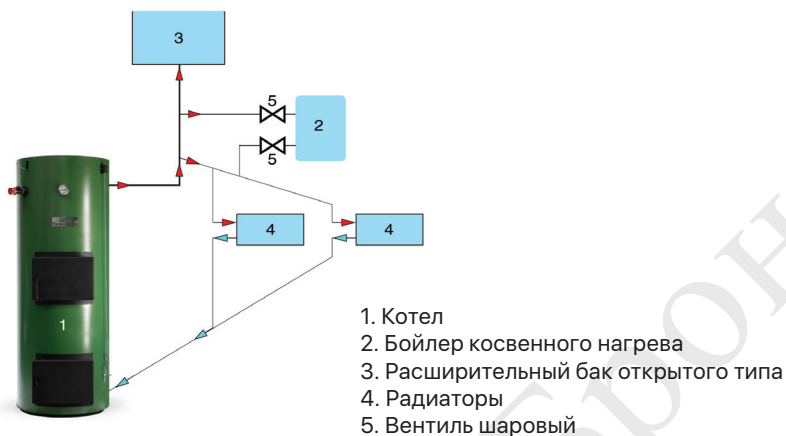 3
5
2
5
4
4
1
1. Котел
2. Бойлер косвенного нагрева
3. Расширительный бак открытого типа
4. Радиаторы
5. Вентиль шаровый